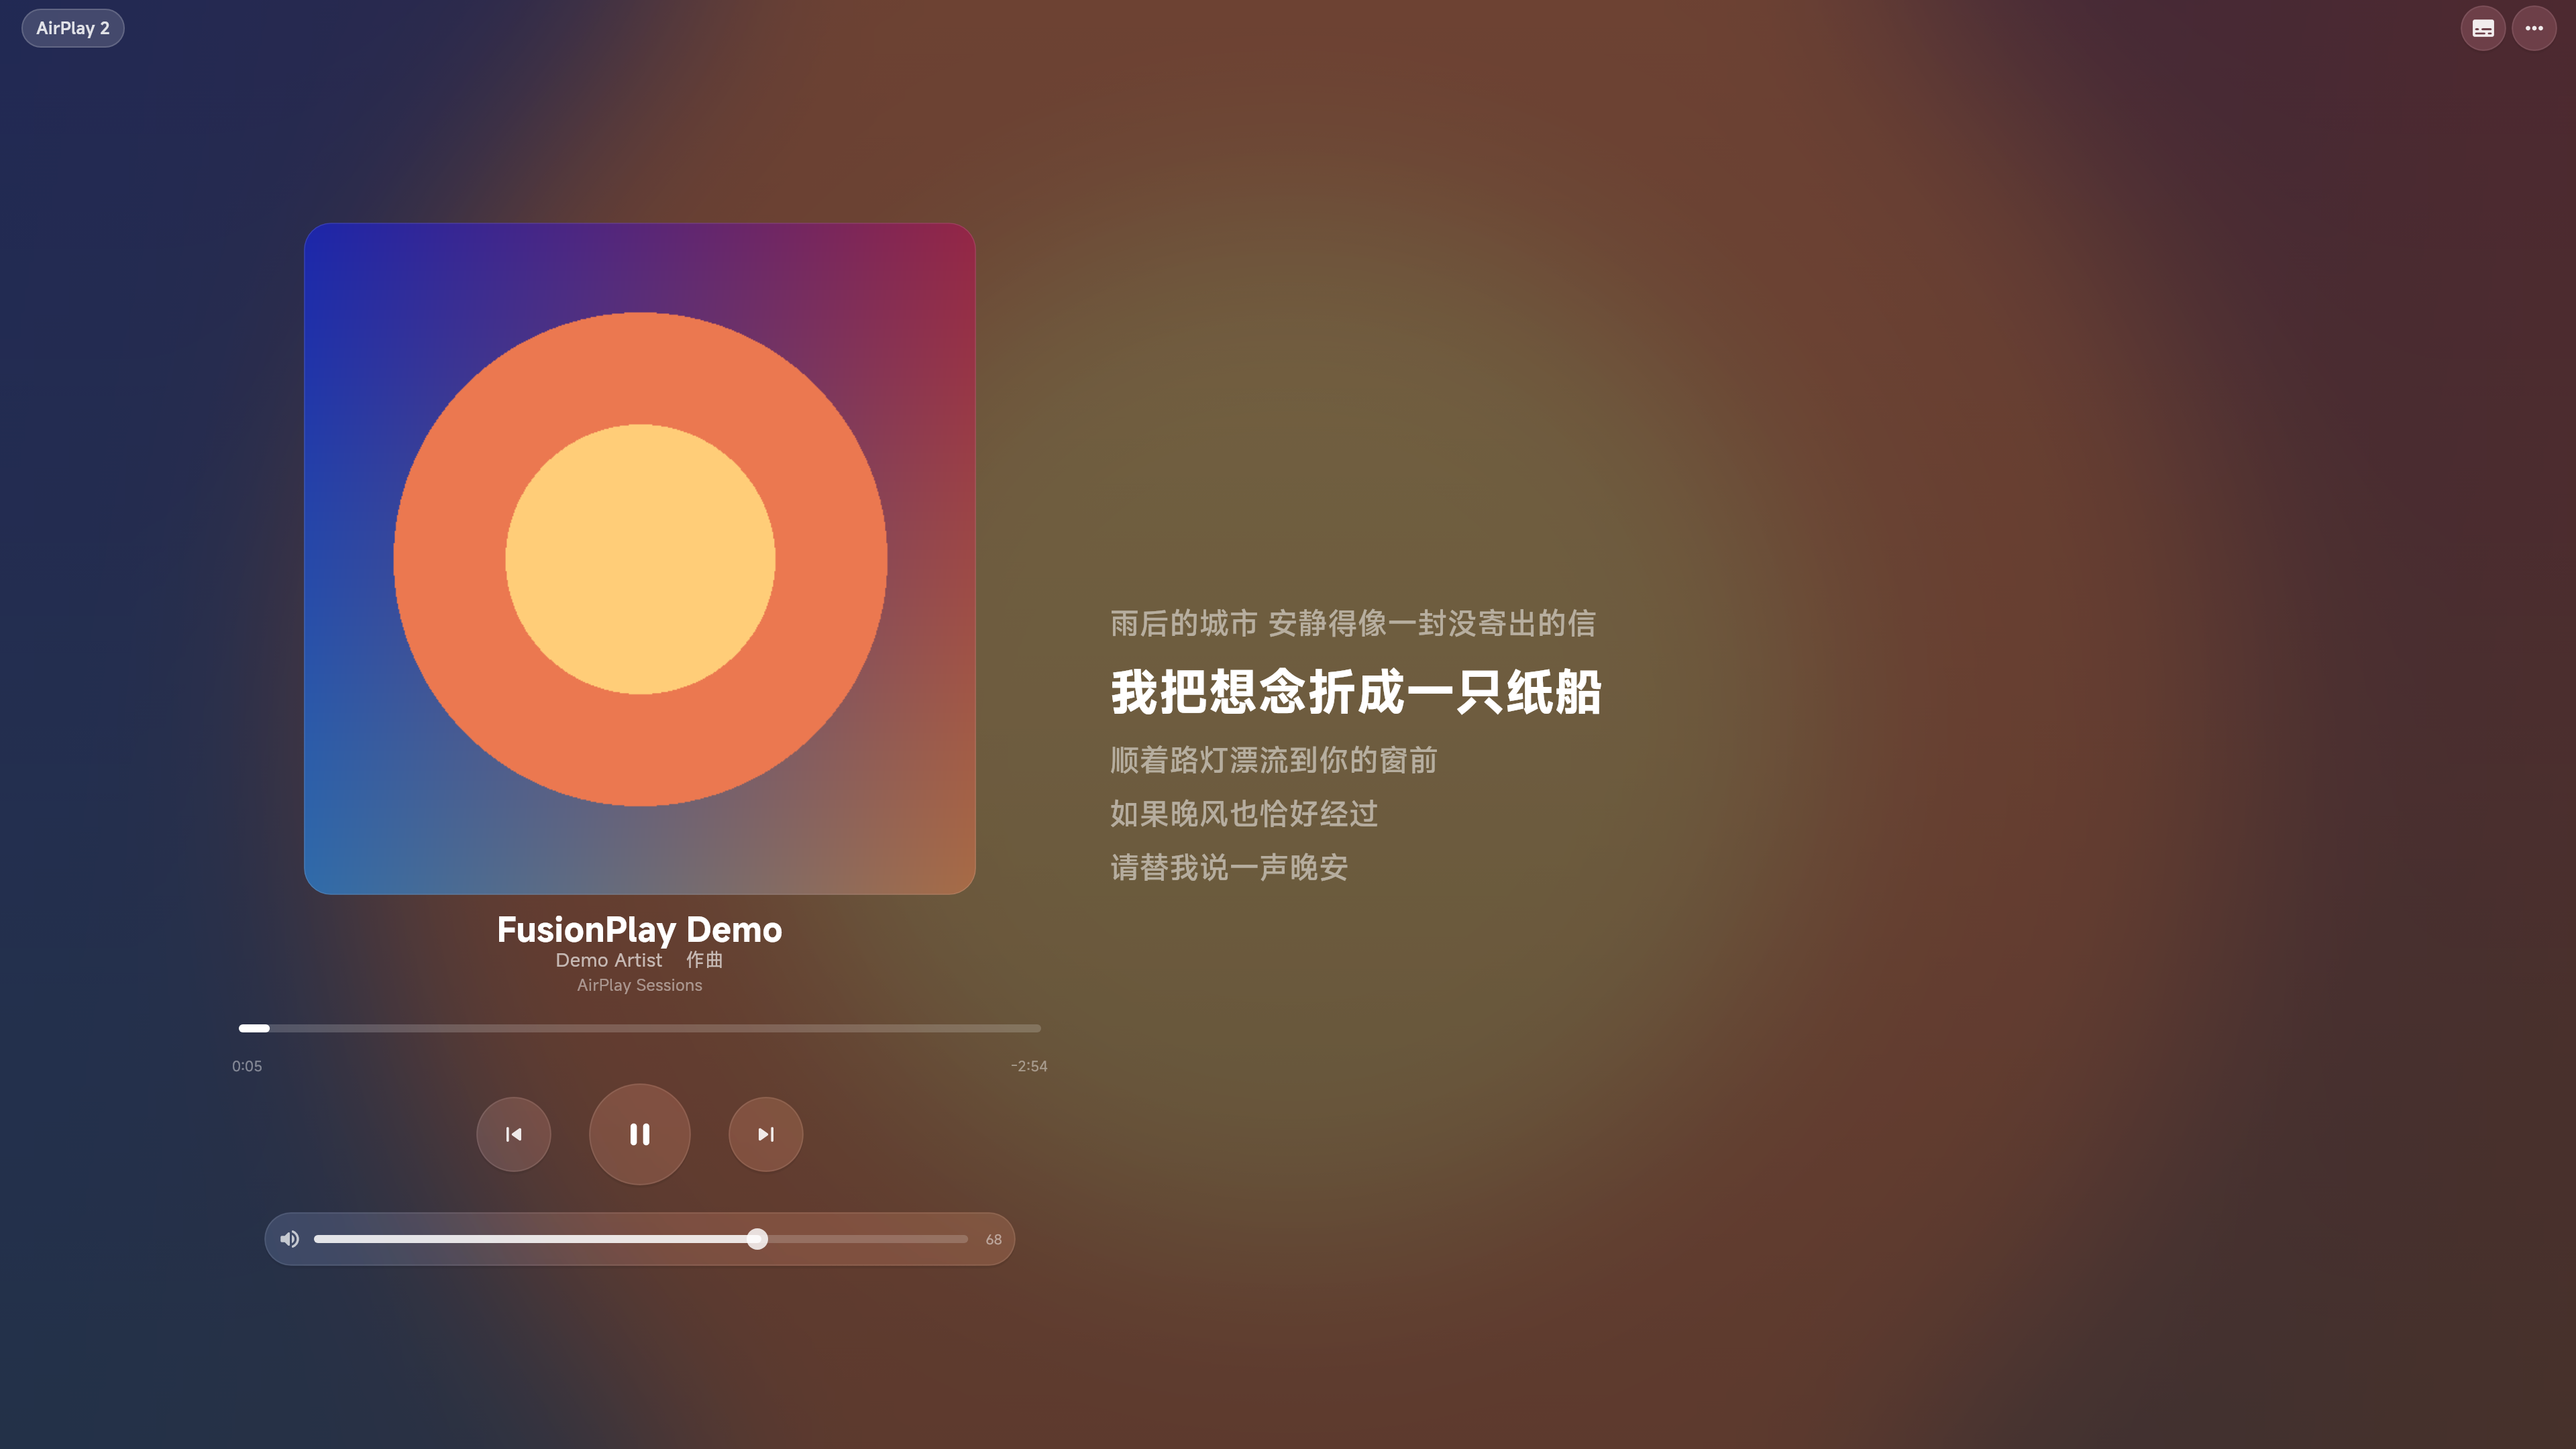 AirPlay 2
雨后的城市 安静得像一封没寄出的信
我把想念折成一只纸船
顺着路灯漂流到你的窗前
如果晚风也恰好经过
请替我说一声晚安
FusionPlay Demo
Demo Artist 作曲
AirPlay Sessions
0:05 -2:54
68